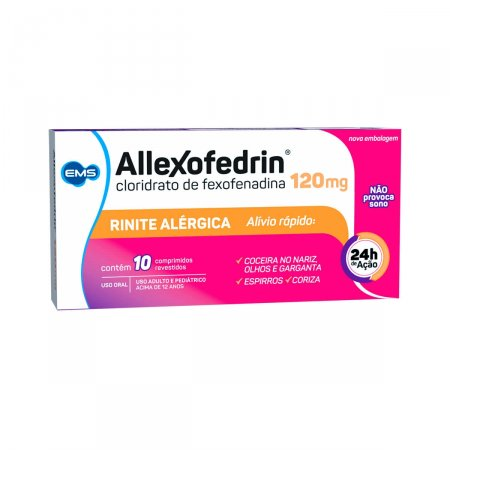 nova embalagem
EMS
AlleXofedrin®
cloridrato de fexofenadina 120mg
NÃO
provoca
sono
RINITE ALÉRGICA Alívio rápido:
contém 10 comprimidos
revestidos
✓ COCEIRA NO NARIZ,
OLHOS E GARGANTA
✓ ESPIRROS ✓ CORIZA
24h
de Ação
USO ORAL
USO ADULTO E PEDIÁTRICO
ACIMA DE 12 ANOS